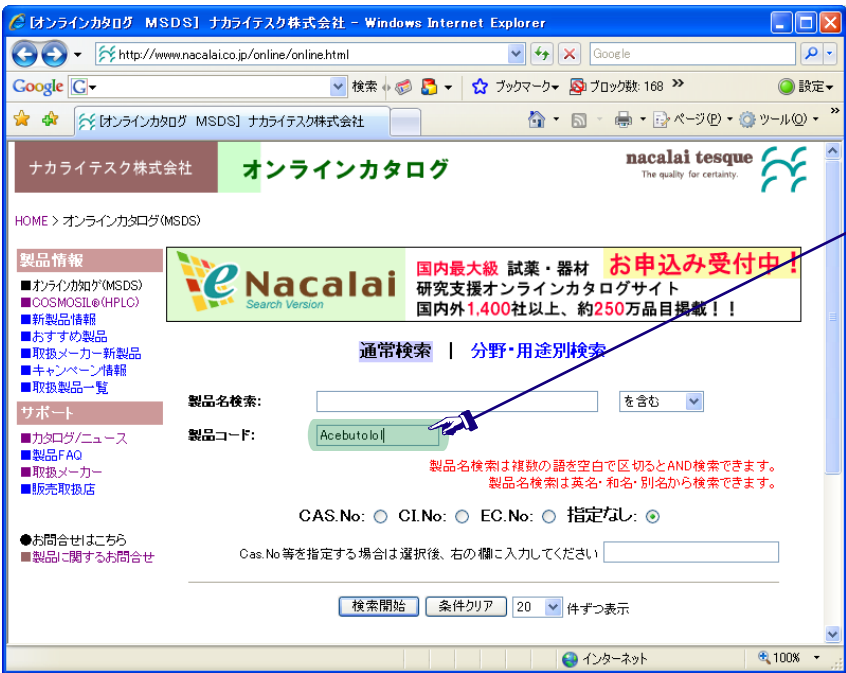 [オンラインカタログ　MSDS] ナカライテスク株式会社 - Windows Internet Explorer
http://www.nacalai.co.jp/online/online.html
Google
Google G 検索 ブックマーク ブロック数: 168 設定
[オンラインカタログ MSDS] ナカライテスク株式会社
ページ(P) ツール(O)
ナカライテスク株式会社
オンラインカタログ
nacalai tesque
The quality for certainty.
HOME > オンラインカタログ(MSDS)
製品情報
■オンラインカタログ(MSDS)
■COSMOSIL®(HPLC)
■新製品情報
■おすすめ製品
■取扱メーカー新製品
■キャンペーン情報
■取扱製品一覧
サポート
■カタログ/ニュース
■製品FAQ
■取扱メーカー
■販売取扱店
●お問合せはこちら
■製品に関するお問合せ
e Nacalai
Search Version
国内最大級 試薬・器材 お申込み受付中！
研究支援オンラインカタログサイト
国内外1,400社以上、約250万品目掲載！！
通常検索 | 分野・用途別検索
製品名検索: を含む
製品コード: Acebutolol
製品名検索は複数の語を空白で区切るとAND検索できます。
製品名検索は英名・和名・別名から検索できます。
CAS.No: CI.No: EC.No: 指定なし:
Cas.No等を指定する場合は選択後、右の欄に入力してください
検索開始 条件クリア 20 件ずつ表示
インターネット 100%